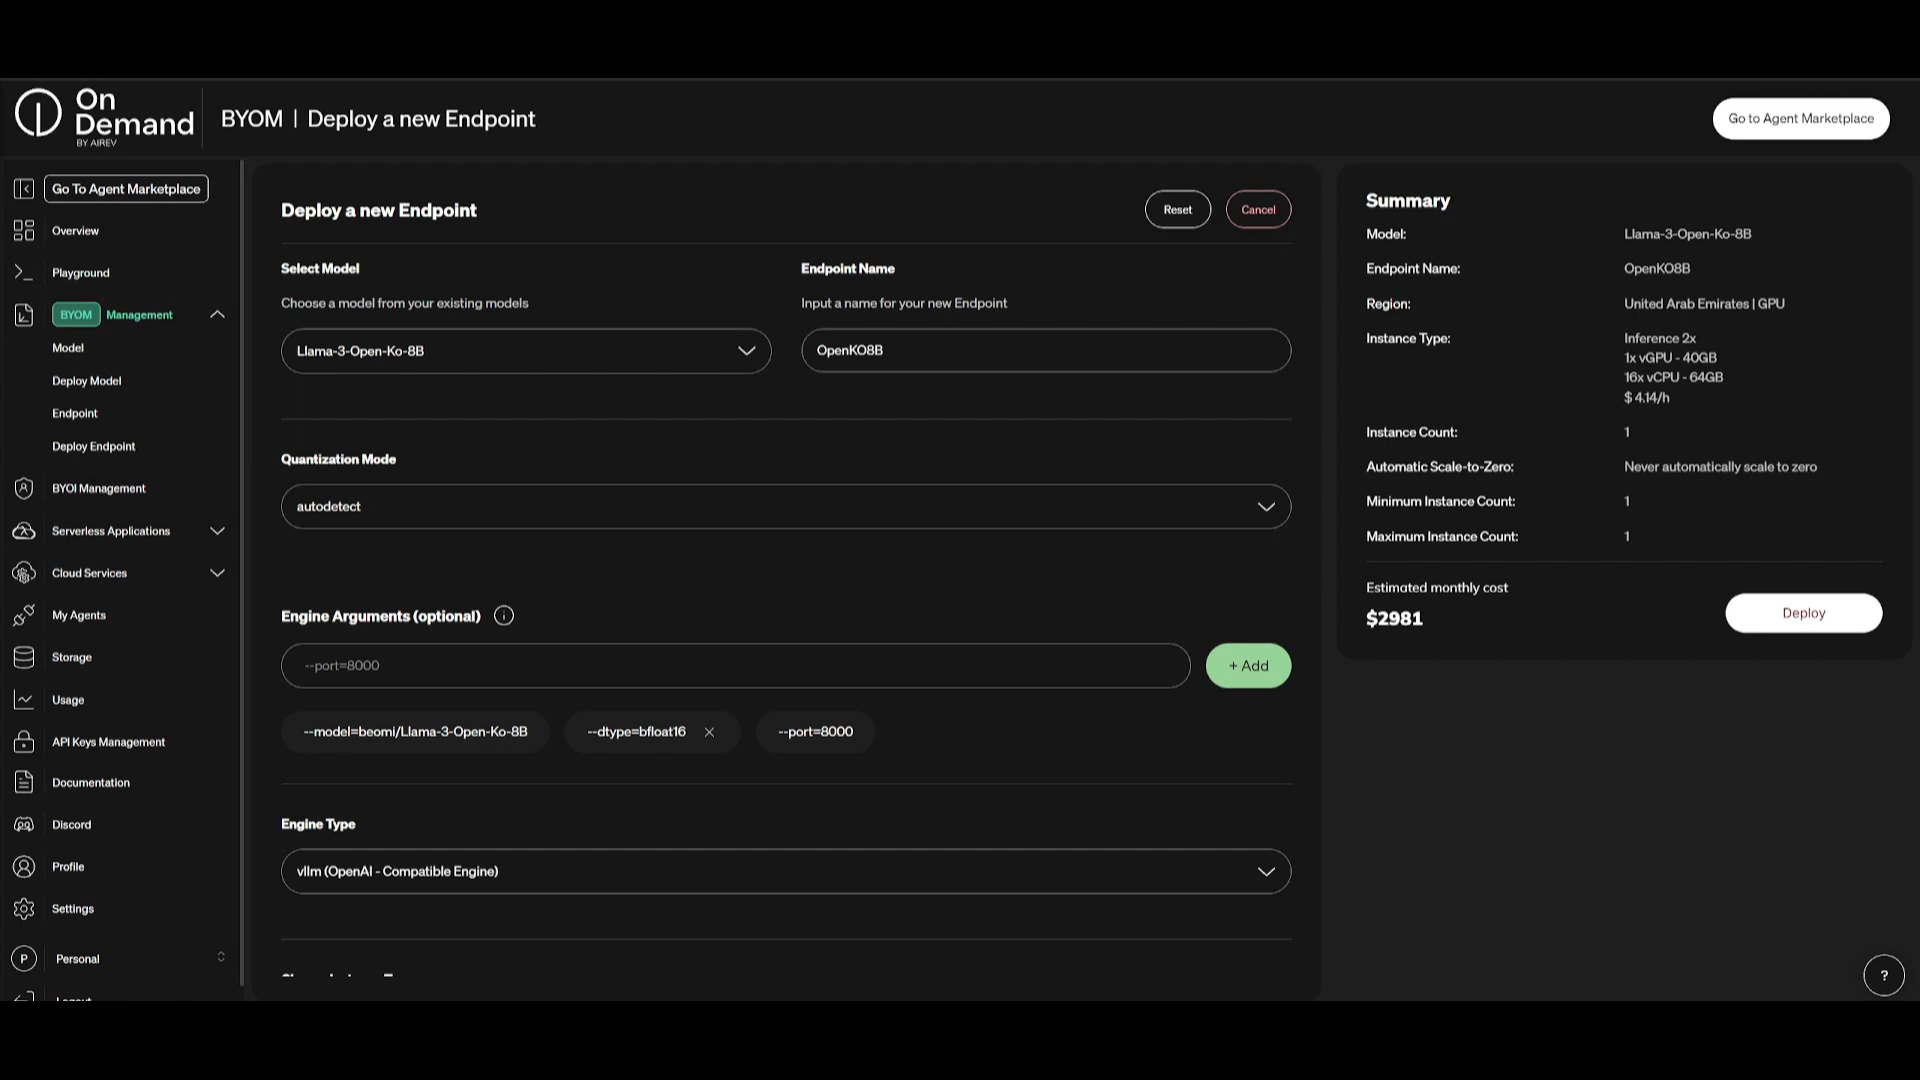 On
Demand
BY AIREV
BYOM | Deploy a new Endpoint
Go to Agent Marketplace
Go To Agent Marketplace
Overview
Playground
BYOM Management
Model
Deploy Model
Endpoint
Deploy Endpoint
BYOI Management
Serverless Applications
Cloud Services
My Agents
Storage
Usage
API Keys Management
Documentation
Discord
Profile
Settings
P Personal
Logout
Deploy a new Endpoint
Reset
Cancel
Select Model
Choose a model from your existing models
Llama-3-Open-Ko-8B
Endpoint Name
Input a name for your new Endpoint
OpenKO8B
Quantization Mode
autodetect
Engine Arguments (optional)
--port=8000
+ Add
--model=beomi/Llama-3-Open-Ko-8B
--dtype=bfloat16
--port=8000
Engine Type
vllm (OpenAI - Compatible Engine)
Summary
Model: Llama-3-Open-Ko-8B
Endpoint Name: OpenKO8B
Region: United Arab Emirates | GPU
Instance Type: Inference 2x
1x vGPU - 40GB
16x vCPU - 64GB
$ 4.14/h
Instance Count: 1
Automatic Scale-to-Zero: Never automatically scale to zero
Minimum Instance Count: 1
Maximum Instance Count: 1
Estimated monthly cost
$2981
Deploy
?